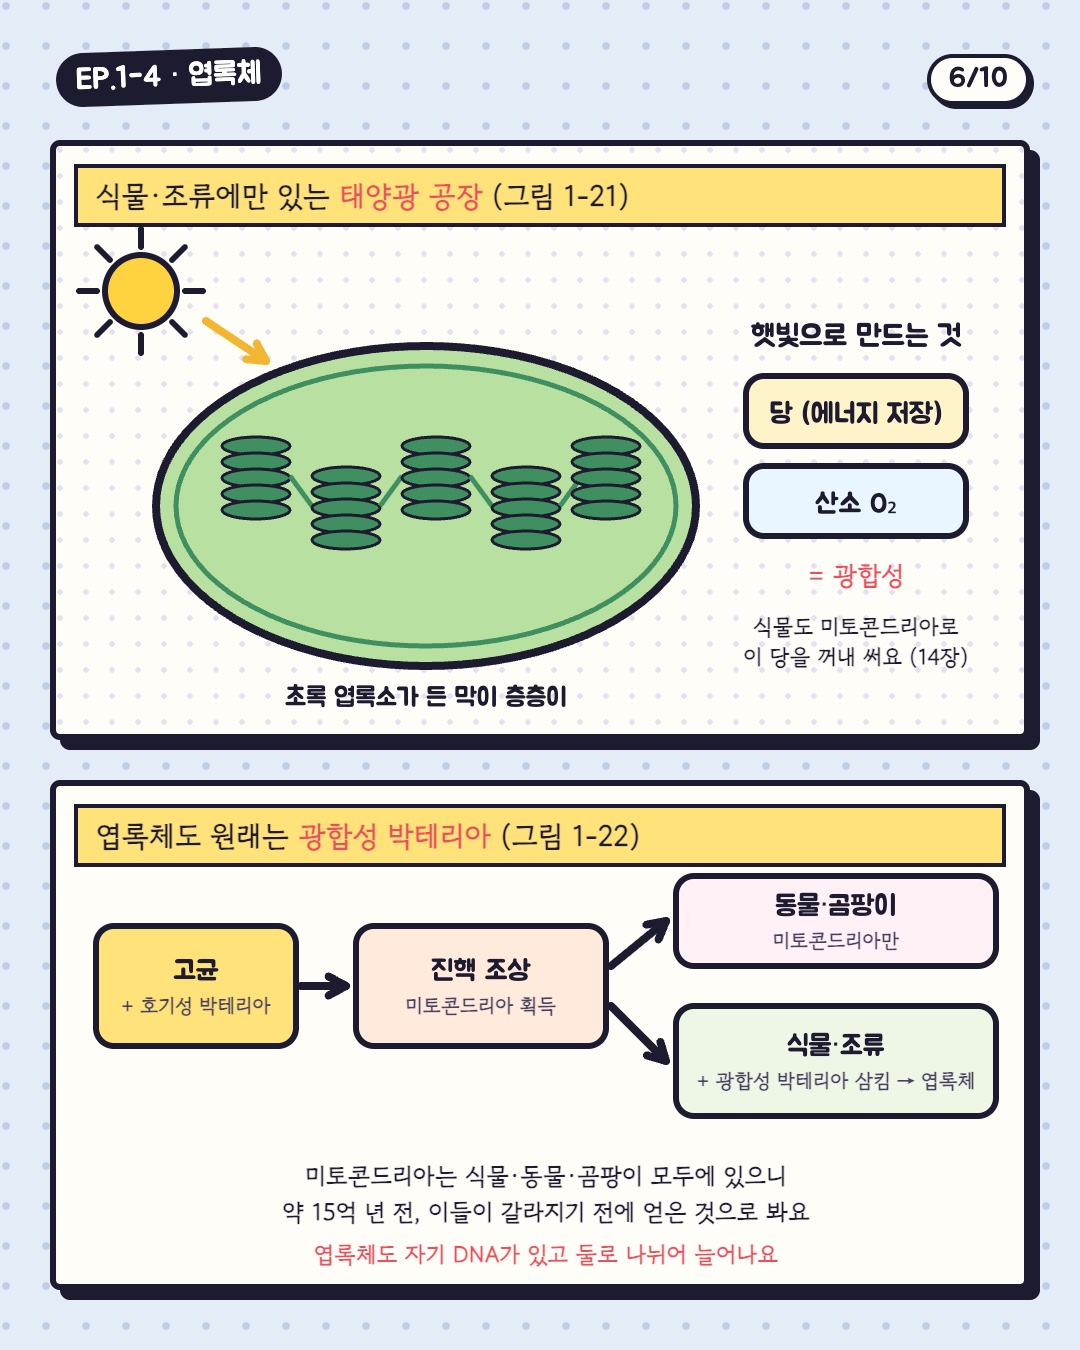 EP.1-4 · 엽록체
6/10
식물·조류에만 있는 태양광 공장 (그림 1-21)
햇빛으로 만드는 것
당 (에너지 저장)
산소 O₂
= 광합성
식물도 미토콘드리아로
이 당을 꺼내 써요 (14장)
초록 엽록소가 든 막이 층층이
엽록체도 원래는 광합성 박테리아 (그림 1-22)
고균
+ 호기성 박테리아
진핵 조상
미토콘드리아 획득
동물·곰팡이
미토콘드리아만
식물·조류
+ 광합성 박테리아 삼킴 → 엽록체
미토콘드리아는 식물·동물·곰팡이 모두에 있으니
약 15억 년 전, 이들이 갈라지기 전에 얻은 것으로 봐요
엽록체도 자기 DNA가 있고 둘로 나뉘어 늘어나요